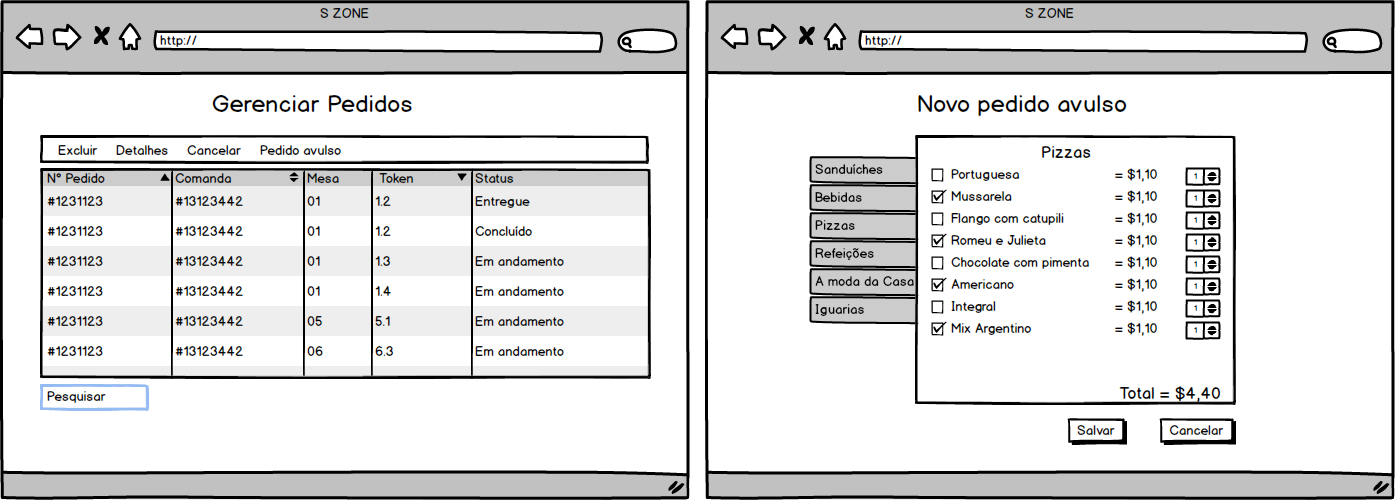 S ZONE
http://
Gerenciar Pedidos
Excluir Detalhes Cancelar Pedido avulso
Nº Pedido Comanda Mesa Token Status
#1231123 #13123442 01 1.2 Entregue
#1231123 #13123442 01 1.2 Concluído
#1231123 #13123442 01 1.3 Em andamento
#1231123 #13123442 01 1.4 Em andamento
#1231123 #13123442 05 5.1 Em andamento
#1231123 #13123442 06 6.3 Em andamento
Pesquisar
S ZONE
http://
Novo pedido avulso
Sanduíches
Bebidas
Pizzas
Refeições
A moda da Casa
Iguarias
Pizzas
Portuguesa = $1,10 1
Mussarela = $1,10 1
Flango com catupili = $1,10 1
Romeu e Julieta = $1,10 1
Chocolate com pimenta = $1,10 1
Americano = $1,10 1
Integral = $1,10 1
Mix Argentino = $1,10 1
Total = $4,40
Salvar Cancelar